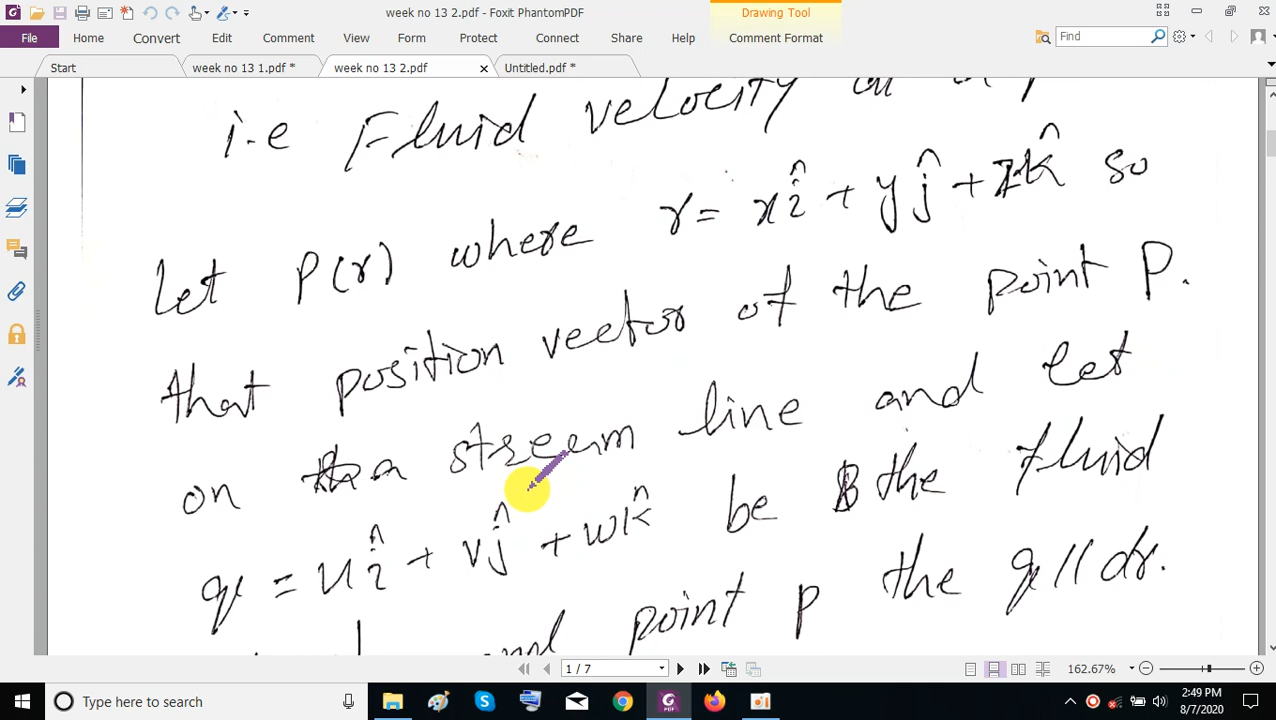 week no 13 2.pdf - Foxit PhantomPDF
Drawing Tool
File Home Convert Edit Comment View Form Protect Connect Share Help Comment Format
Find
Start week no 13 1.pdf * week no 13 2.pdf Untitled.pdf *
i.e Fluid velocity
Let P(r) where r = xî + yĵ + zk̂ so
that position vector of the point P.
on a streem line and let
q = uî + vĵ + wk̂ be the fluid
point p the q // dr.
1 / 7
162.67%
Type here to search
2:49 PM
8/7/2020